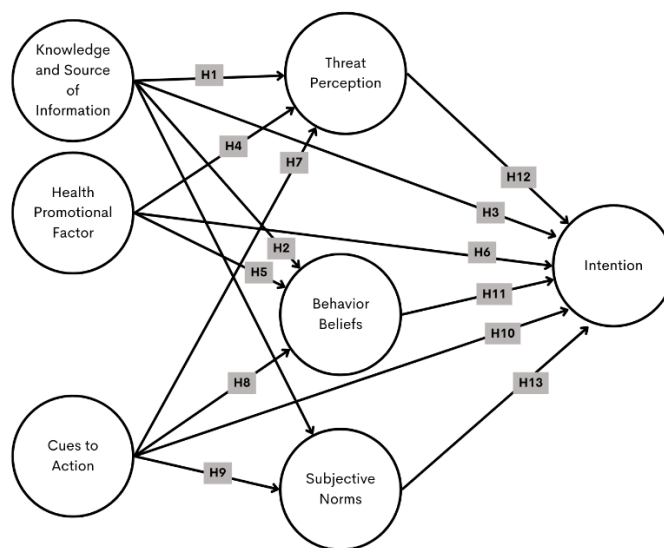 Knowledge
and Source
of
Information
H1
Threat
Perception
H4
H7
H12
Health
Promotional
Factor
H3
H2
H6
H5
Intention
H11
Behavior
Beliefs
H10
H8
H13
Cues to
Action
H9
Subjective
Norms